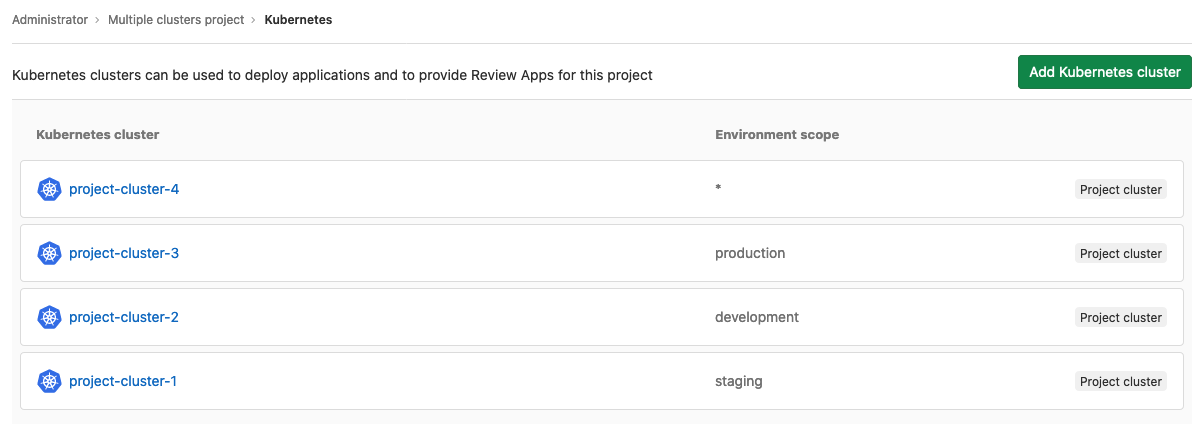 Administrator › Multiple clusters project › Kubernetes
Kubernetes clusters can be used to deploy applications and to provide Review Apps for this project
Add Kubernetes cluster
Kubernetes cluster Environment scope
project-cluster-4 * Project cluster
project-cluster-3 production Project cluster
project-cluster-2 development Project cluster
project-cluster-1 staging Project cluster